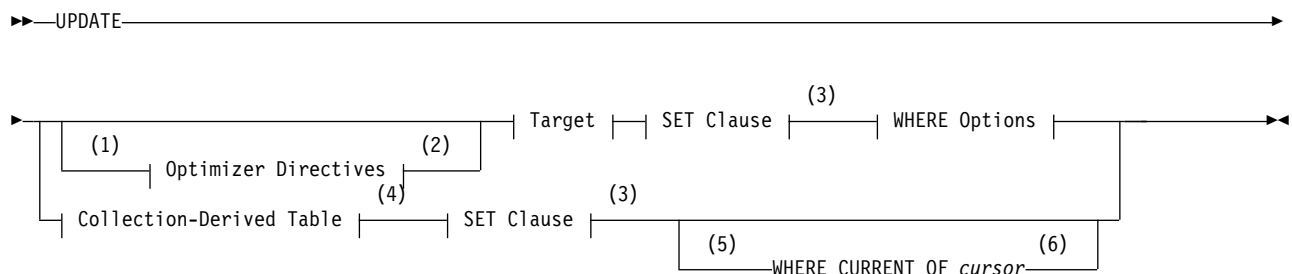 UPDATE
(3)
Target SET Clause WHERE Options
(1) (2)
Optimizer Directives
(4) (3)
Collection-Derived Table SET Clause
(5) (6)
WHERE CURRENT OF cursor